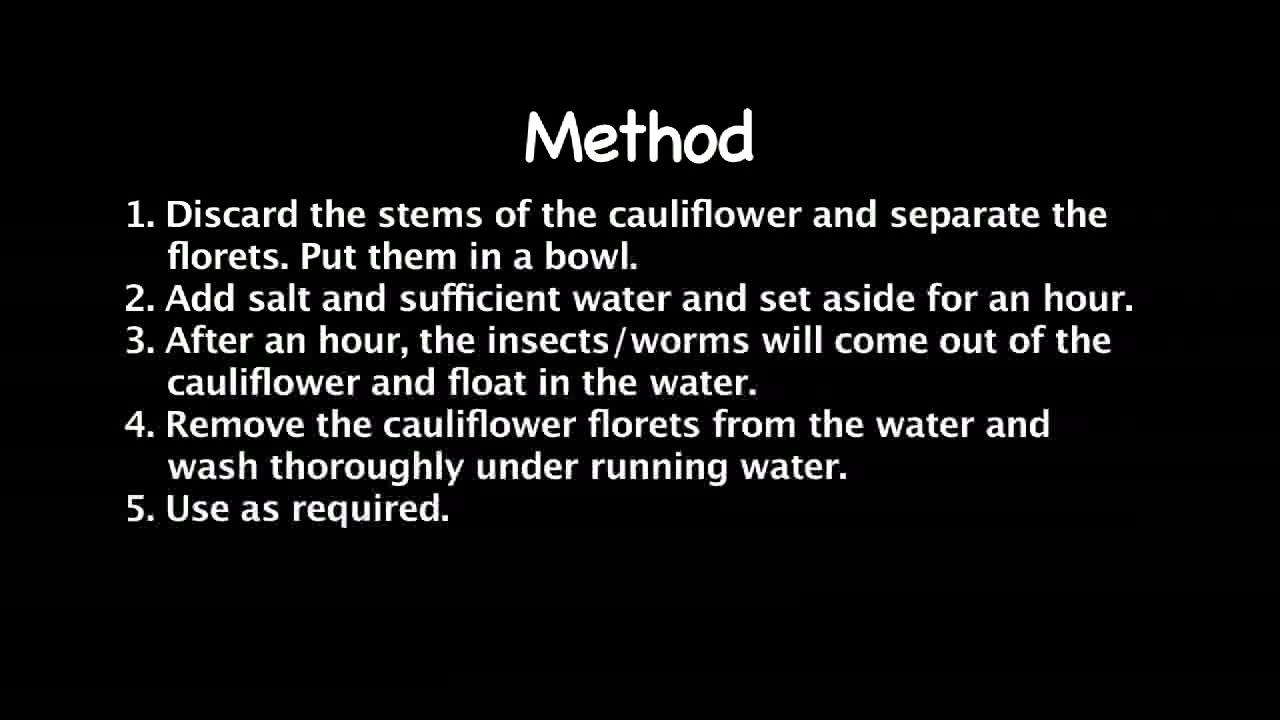 Method
1. Discard the stems of the cauliflower and separate the
florets. Put them in a bowl.
2. Add salt and sufficient water and set aside for an hour.
3. After an hour, the insects/worms will come out of the
cauliflower and float in the water.
4. Remove the cauliflower florets from the water and
wash thoroughly under running water.
5. Use as required.